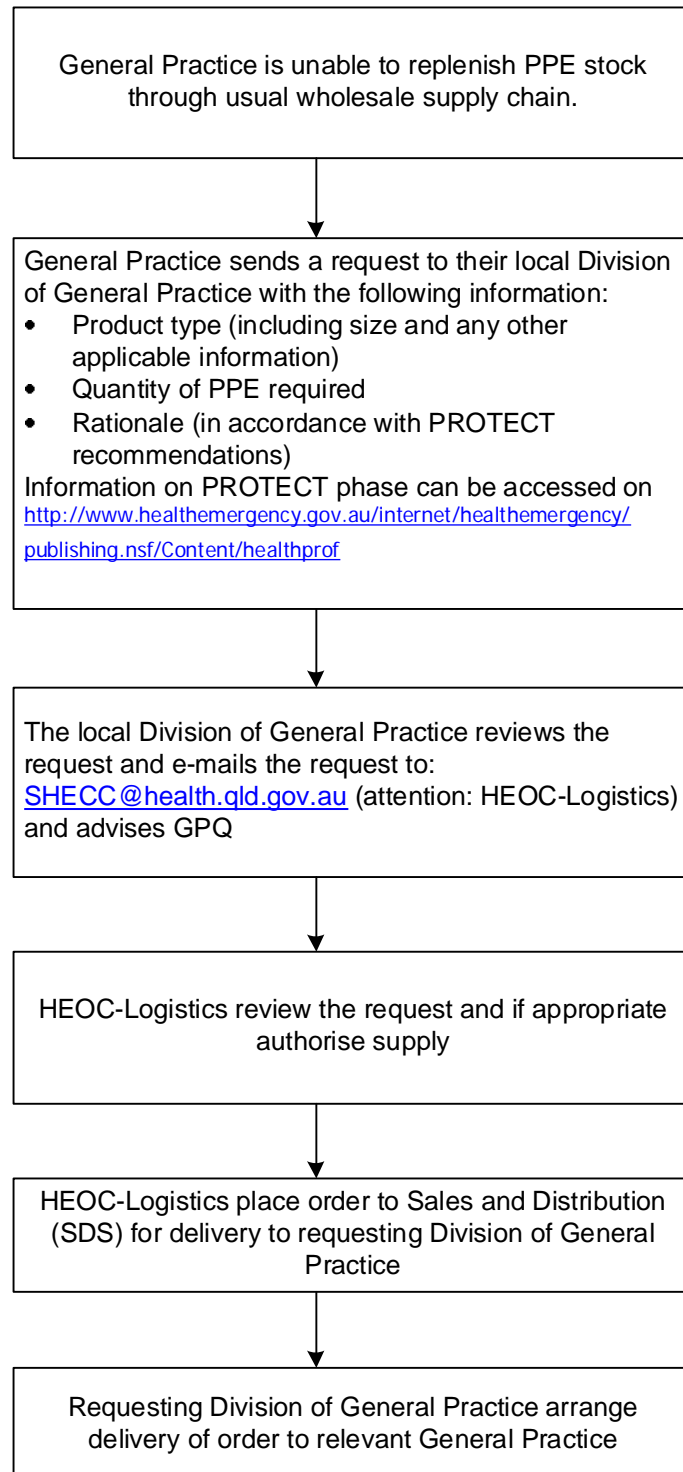 General Practice is unable to replenish PPE stock
through usual wholesale supply chain.
General Practice sends a request to their local Division
of General Practice with the following information:
• Product type (including size and any other
applicable information)
• Quantity of PPE required
• Rationale (in accordance with PROTECT
recommendations)
Information on PROTECT phase can be accessed on
http://www.healthemergency.gov.au/internet/healthemergency/
publishing.nsf/Content/healthprof
The local Division of General Practice reviews the
request and e-mails the request to:
SHECC@health.qld.gov.au (attention: HEOC-Logistics)
and advises GPQ
HEOC-Logistics review the request and if appropriate
authorise supply
HEOC-Logistics place order to Sales and Distribution
(SDS) for delivery to requesting Division of General
Practice
Requesting Division of General Practice arrange
delivery of order to relevant General Practice